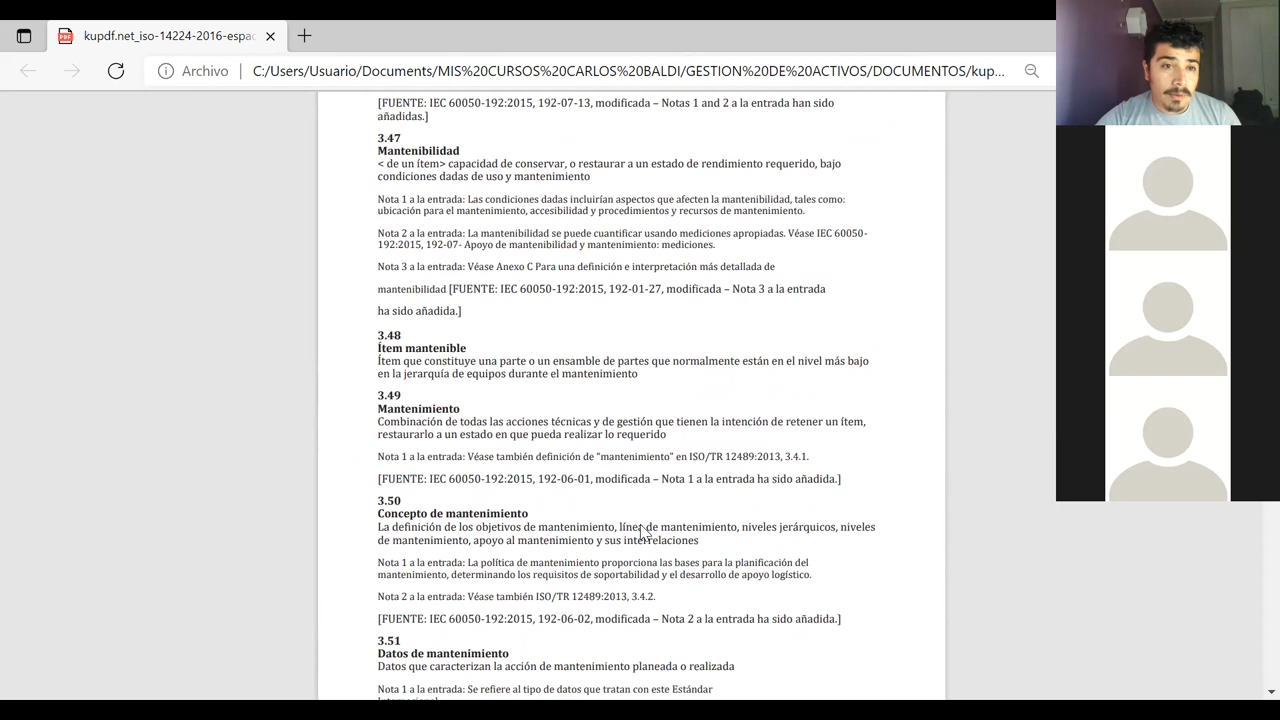 kupdf.net_iso-14224-2016-espac
Archivo
C:/Users/Usuario/Documents/MIS%20CURSOS%20CARLOS%20BALDI/GESTION%20DE%20ACTIVOS/DOCUMENTOS/kup...
[FUENTE: IEC 60050-192:2015, 192-07-13, modificada – Notas 1 and 2 a la entrada han sido
añadidas.]
3.47
Mantenibilidad
< de un ítem> capacidad de conservar, o restaurar a un estado de rendimiento requerido, bajo
condiciones dadas de uso y mantenimiento
Nota 1 a la entrada: Las condiciones dadas incluirían aspectos que afecten la mantenibilidad, tales como:
ubicación para el mantenimiento, accesibilidad y procedimientos y recursos de mantenimiento.
Nota 2 a la entrada: La mantenibilidad se puede cuantificar usando mediciones apropiadas. Véase IEC 60050-
192:2015, 192-07- Apoyo de mantenibilidad y mantenimiento: mediciones.
Nota 3 a la entrada: Véase Anexo C Para una definición e interpretación más detallada de
mantenibilidad [FUENTE: IEC 60050-192:2015, 192-01-27, modificada – Nota 3 a la entrada
ha sido añadida.]
3.48
Ítem mantenible
Ítem que constituye una parte o un ensamble de partes que normalmente están en el nivel más bajo
en la jerarquía de equipos durante el mantenimiento
3.49
Mantenimiento
Combinación de todas las acciones técnicas y de gestión que tienen la intención de retener un ítem,
restaurarlo a un estado en que pueda realizar lo requerido
Nota 1 a la entrada: Véase también definición de "mantenimiento" en ISO/TR 12489:2013, 3.4.1.
[FUENTE: IEC 60050-192:2015, 192-06-01, modificada – Nota 1 a la entrada ha sido añadida.]
3.50
Concepto de mantenimiento
La definición de los objetivos de mantenimiento, línea de mantenimiento, niveles jerárquicos, niveles
de mantenimiento, apoyo al mantenimiento y sus interrelaciones
Nota 1 a la entrada: La política de mantenimiento proporciona las bases para la planificación del
mantenimiento, determinando los requisitos de soportabilidad y el desarrollo de apoyo logístico.
Nota 2 a la entrada: Véase también ISO/TR 12489:2013, 3.4.2.
[FUENTE: IEC 60050-192:2015, 192-06-02, modificada – Nota 2 a la entrada ha sido añadida.]
3.51
Datos de mantenimiento
Datos que caracterizan la acción de mantenimiento planeada o realizada
Nota 1 a la entrada: Se refiere al tipo de datos que tratan con este Estándar